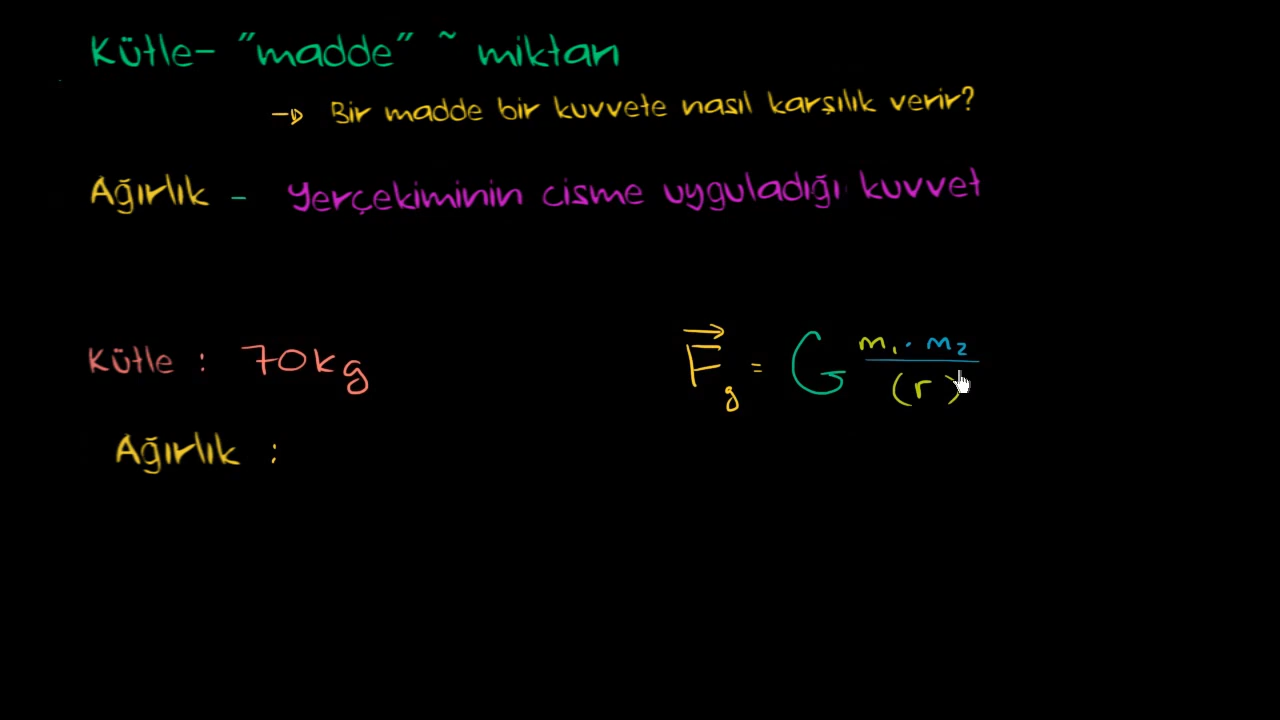 Kütle- "madde" ~ miktarı
→ Bir madde bir kuvvete nasıl karşılık verir?
Ağırlık - Yerçekiminin cisme uyguladığı kuvvet
Kütle : 70kg
F⃗g = G m₁ · m₂ / (r)
Ağırlık :